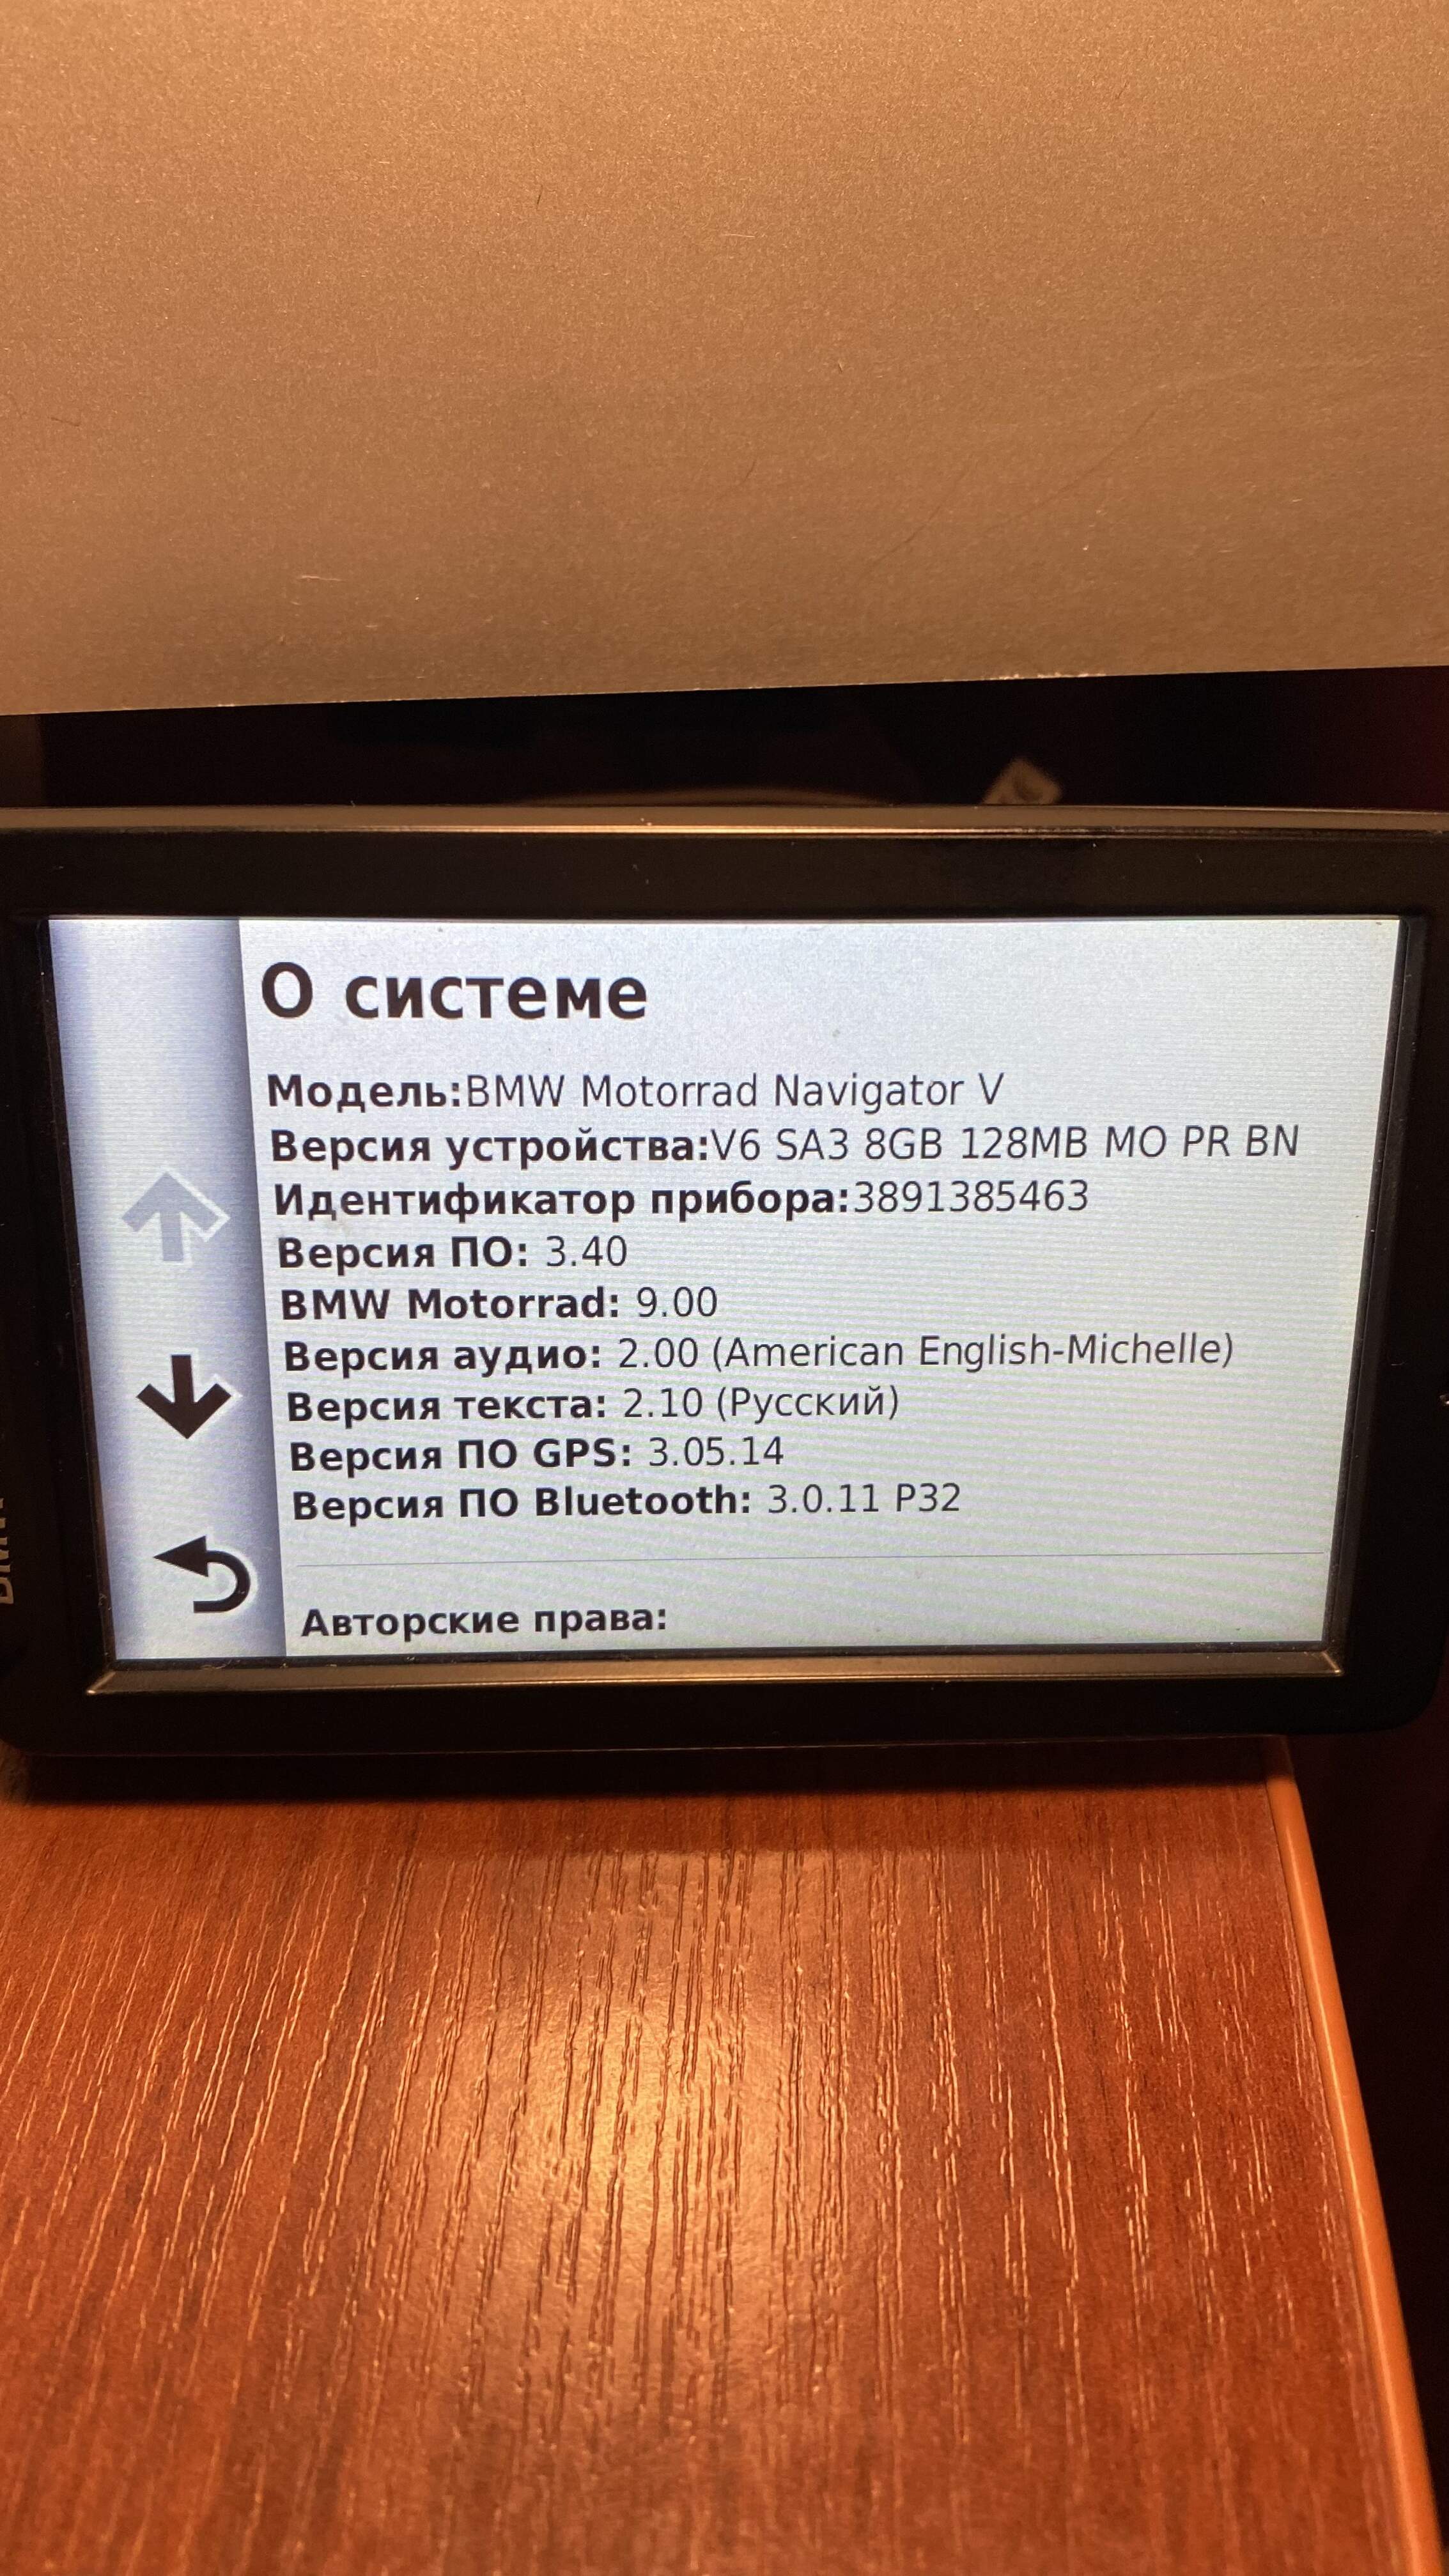 О системе
Модель:BMW Motorrad Navigator V
Версия устройства:V6 SA3 8GB 128MB MO PR BN
Идентификатор прибора:3891385463
Версия ПО: 3.40
BMW Motorrad: 9.00
Версия аудио: 2.00 (American English-Michelle)
Версия текста: 2.10 (Русский)
Версия ПО GPS: 3.05.14
Версия ПО Bluetooth: 3.0.11 P32
Авторские права: